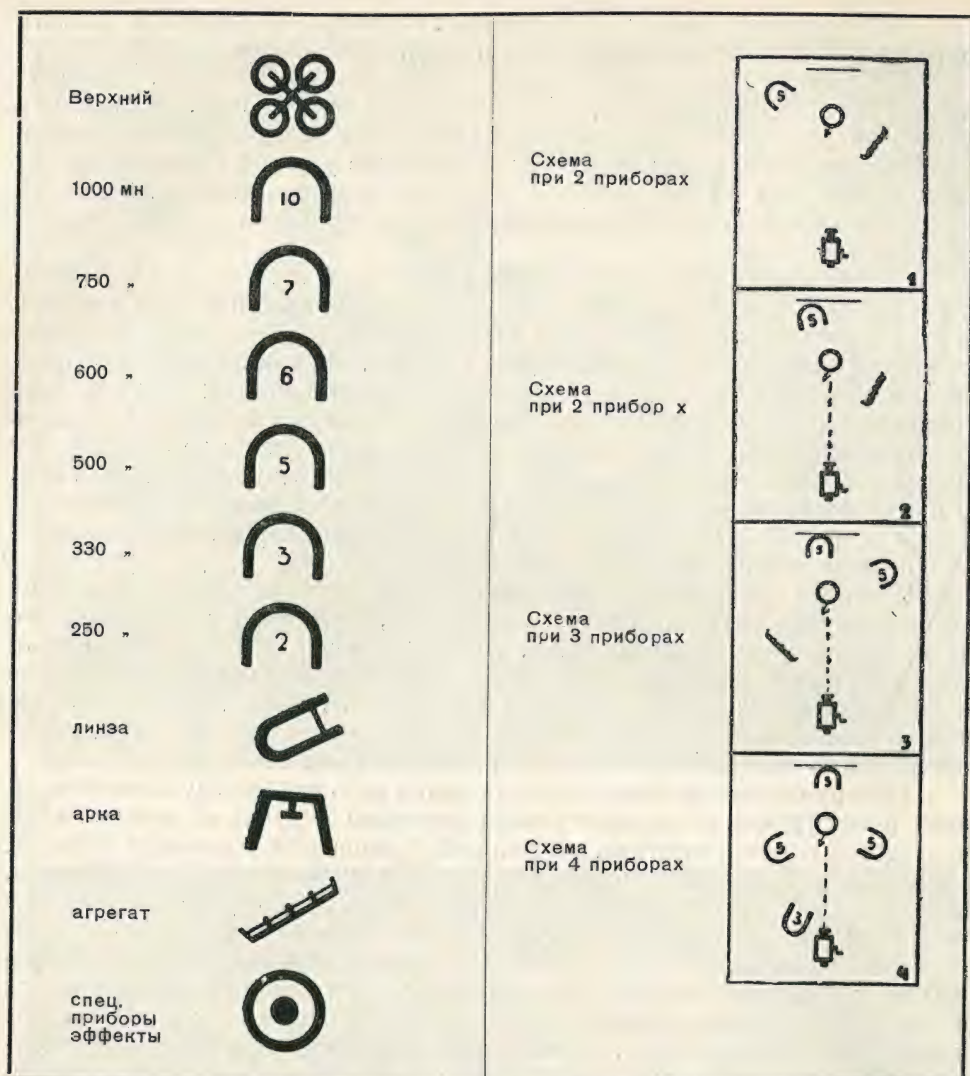 Верхний
1000 мн
10
750 „
7
600 „
6
500 „
5
330 „
3
250 „
2
линза
арка
агрегат
спец.
приборы
эффекты
Схема
при 2 приборах
5
1
Схема
при 2 прибор х
5
2
Схема
при 3 приборах
3
5
3
Схема
при 4 приборах
3
5
5
3
4